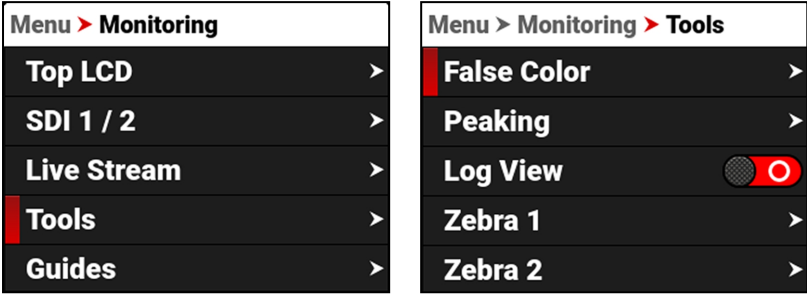 Menu > Monitoring
Top LCD
SDI 1 / 2
Live Stream
Tools
Guides
Menu > Monitoring > Tools
False Color
Peaking
Log View
Zebra 1
Zebra 2